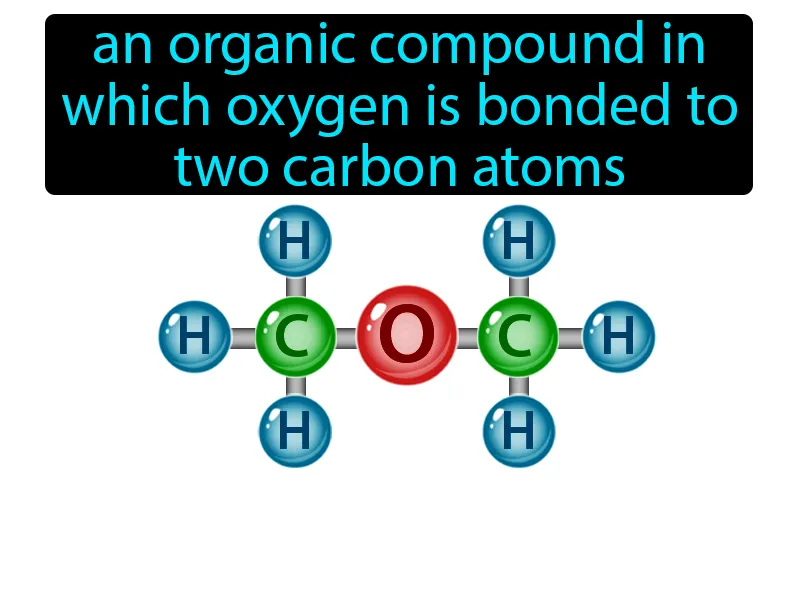 an organic compound in
which oxygen is bonded to
two carbon atoms
H H
H C O C H
H H